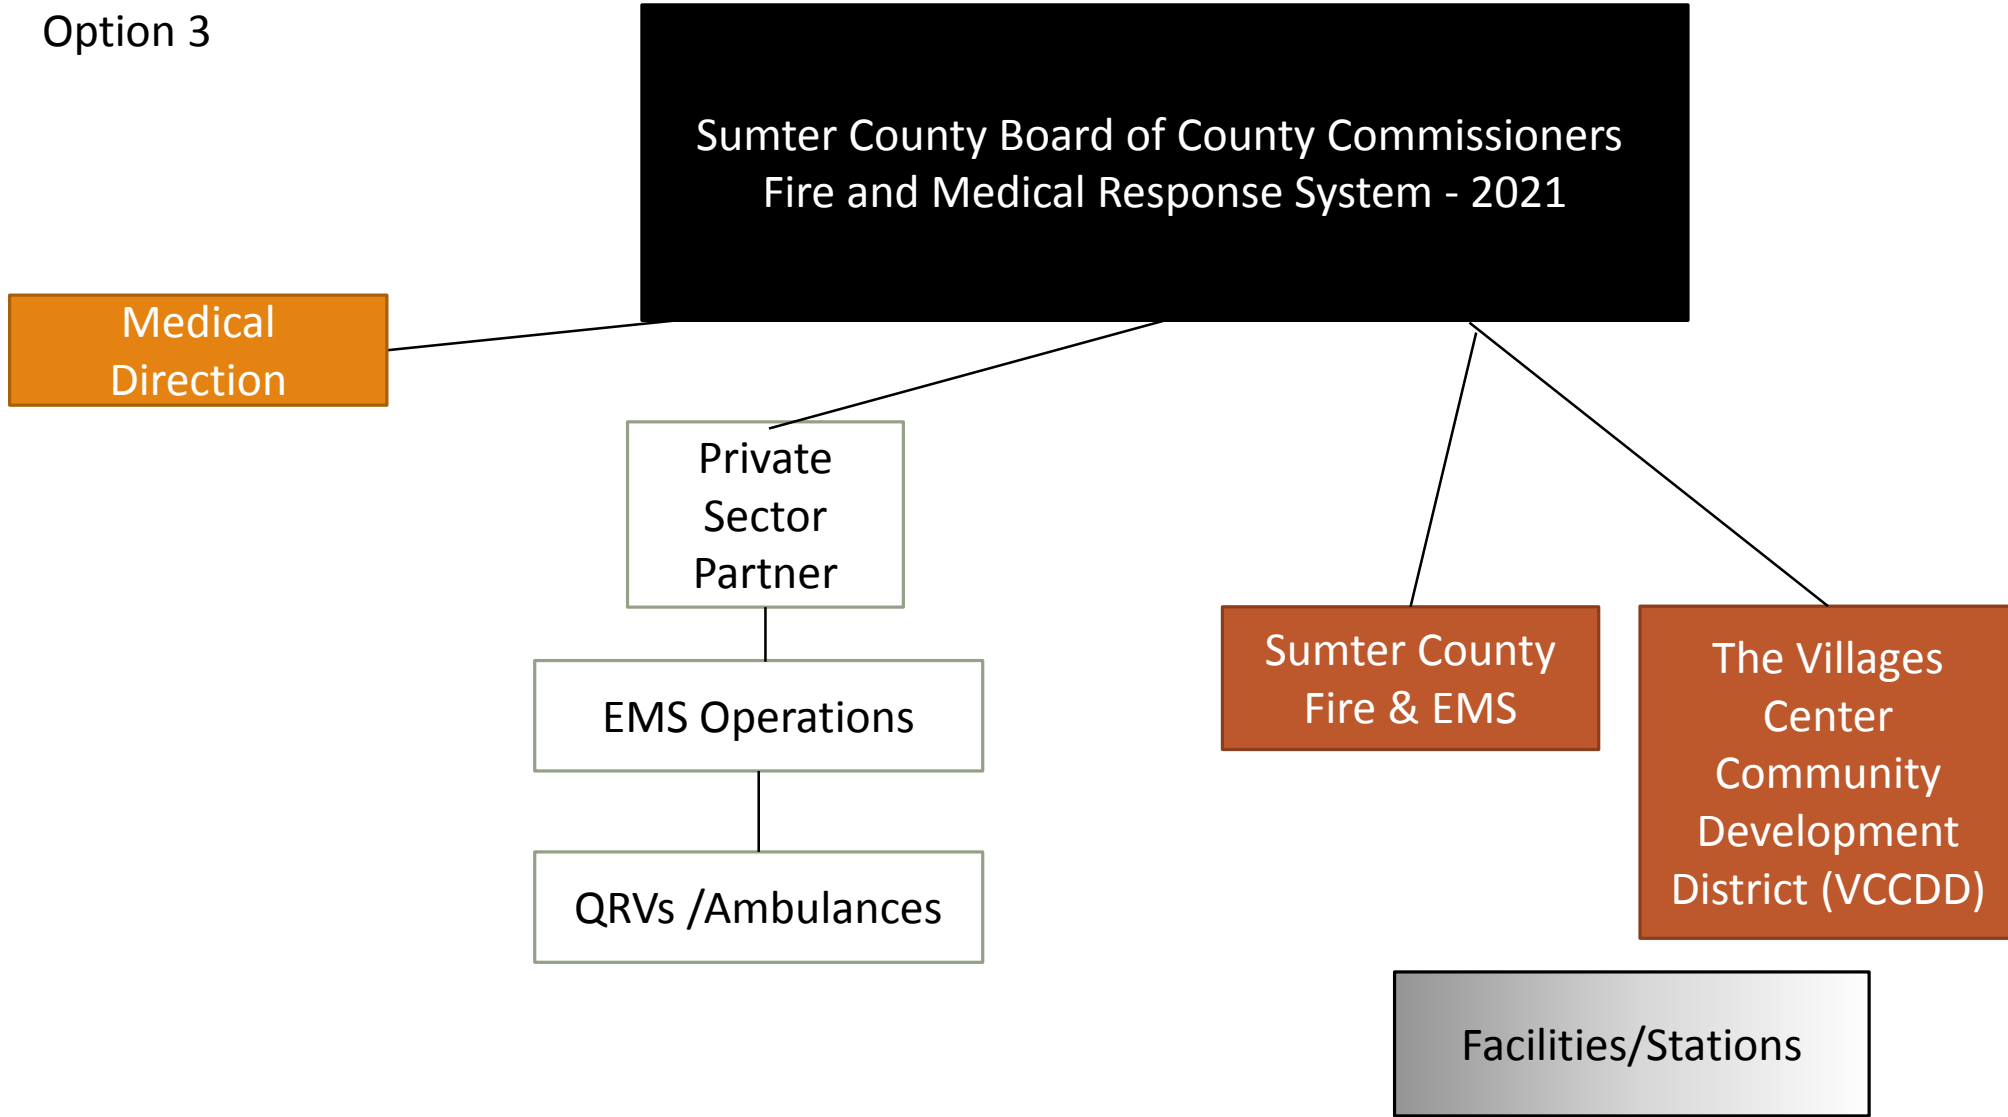 Option 3
Sumter County Board of County Commissioners
Fire and Medical Response System - 2021
Medical
Direction
Private
Sector
Partner
EMS Operations
QRVs /Ambulances
Sumter County
Fire & EMS
The Villages
Center
Community
Development
District (VCCDD)
Facilities/Stations